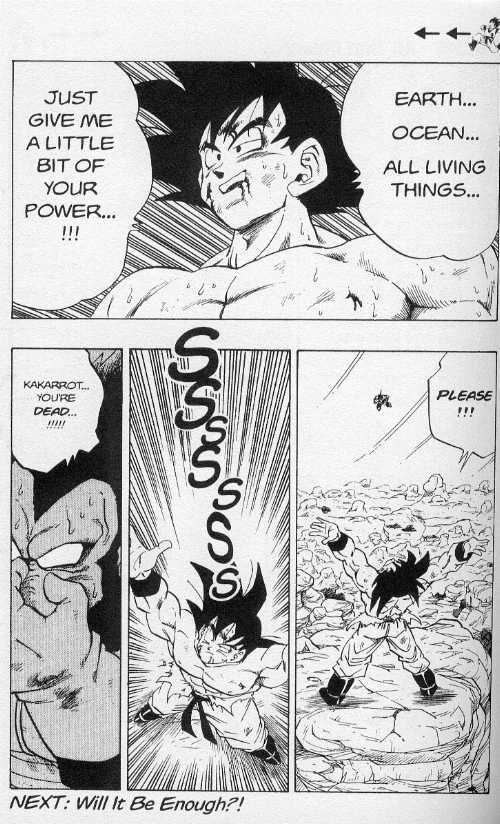 EARTH...
OCEAN...
ALL LIVING
THINGS...
JUST
GIVE ME
A LITTLE
BIT OF
YOUR
POWER...
!!!
PLEASE
!!!
SSSSSS
KAKARROT...
YOU'RE
DEAD...
!!!!!
NEXT: Will It Be Enough?!